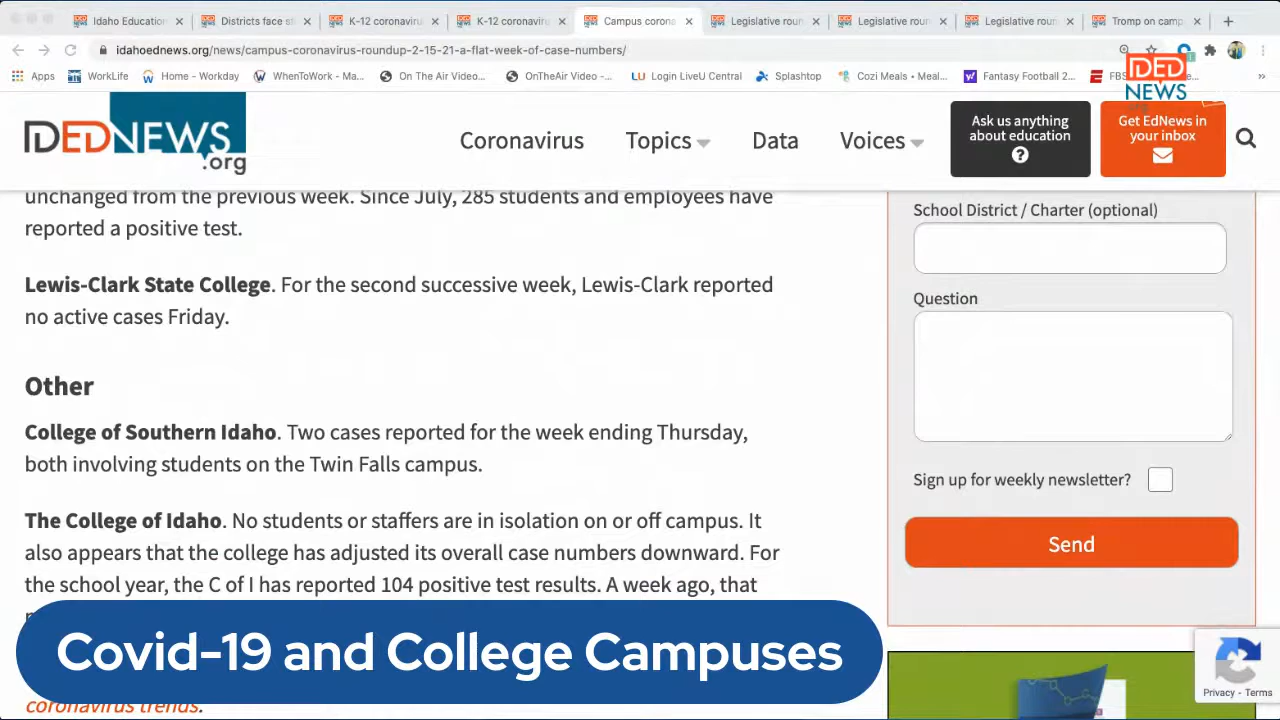 Idaho Education
Districts face st
K-12 coronavirus
K-12 coronavirus
Campus corona
Legislative roun
Legislative roun
Legislative roun
Tromp on camp
idahoednews.org/news/campus-coronavirus-roundup-2-15-21-a-flat-week-of-case-numbers/
Apps
WorkLife
Home - Workday
WhenToWork - Ma...
On The Air Video...
OnTheAir Video -...
Login LiveU Central
Splashtop
Cozi Meals • Meal...
Fantasy Football 2...
IDED
NEWS
IDEDNEWS
.org
Coronavirus
Topics
Data
Voices
Ask us anything
about education
Get EdNews in
your inbox
unchanged from the previous week. Since July, 285 students and employees have
reported a positive test.
Lewis-Clark State College. For the second successive week, Lewis-Clark reported
no active cases Friday.
Other
College of Southern Idaho. Two cases reported for the week ending Thursday,
both involving students on the Twin Falls campus.
The College of Idaho. No students or staffers are in isolation on or off campus. It
also appears that the college has adjusted its overall case numbers downward. For
the school year, the C of I has reported 104 positive test results. A week ago, that
coronavirus trends.
School District / Charter (optional)
Question
Sign up for weekly newsletter?
Send
Covid-19 and College Campuses
Privacy - Terms